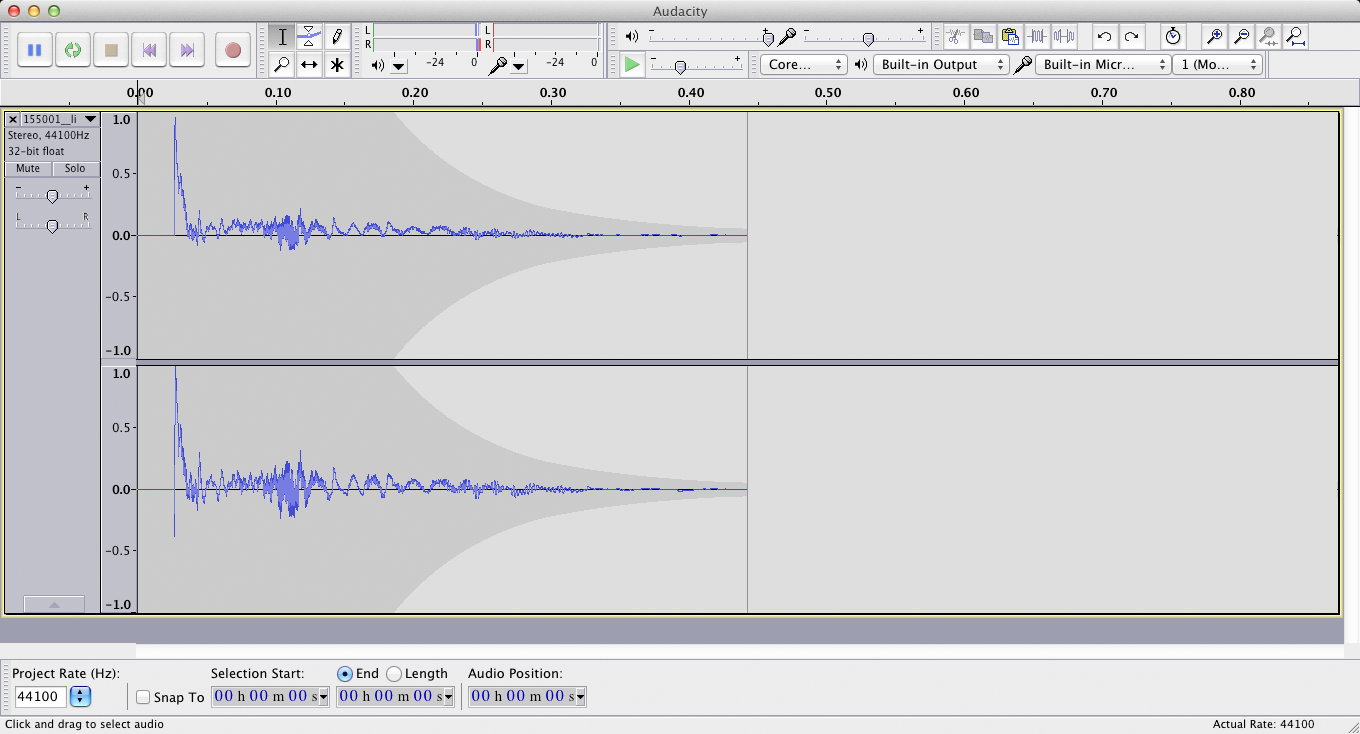 Audacity
L
R
-24 0
L
R
-24 0
Core...
Built-in Output
Built-in Micr...
1 (Mo...
0.00 0.10 0.20 0.30 0.40 0.50 0.60 0.70 0.80
155001__li
Stereo, 44100Hz
32-bit float
Mute Solo
- +
L R
1.0
0.5-
0.0-
-0.5-
-1.0
1.0
0.5-
0.0-
-0.5-
-1.0
Project Rate (Hz): Selection Start: End Length Audio Position:
44100 Snap To 00 h 00 m 00 s 00 h 00 m 00 s 00 h 00 m 00 s
Click and drag to select audio Actual Rate: 44100